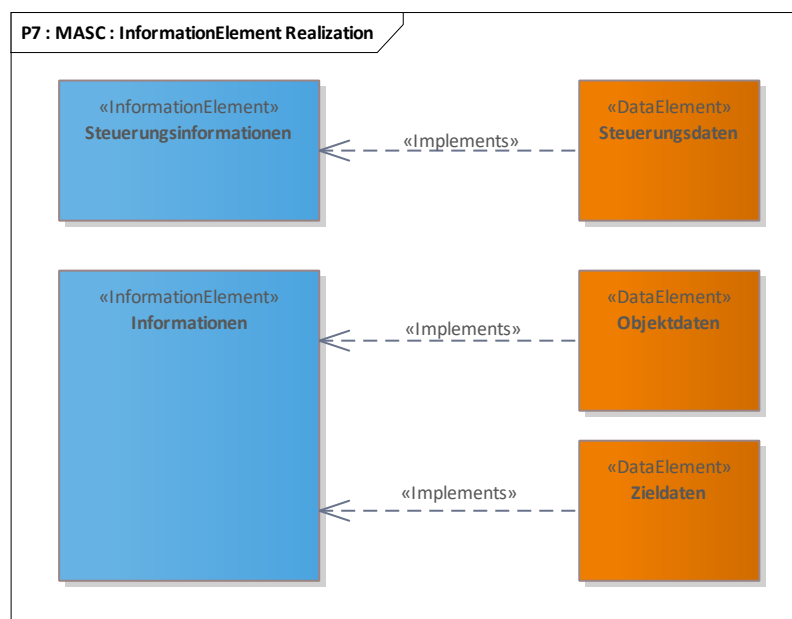 P7 : MASC : InformationElement Realization
«InformationElement»
Steuerungsinformationen
«Implements»
«DataElement»
Steuerungsdaten
«InformationElement»
Informationen
«Implements»
«DataElement»
Objektdaten
«Implements»
«DataElement»
Zieldaten